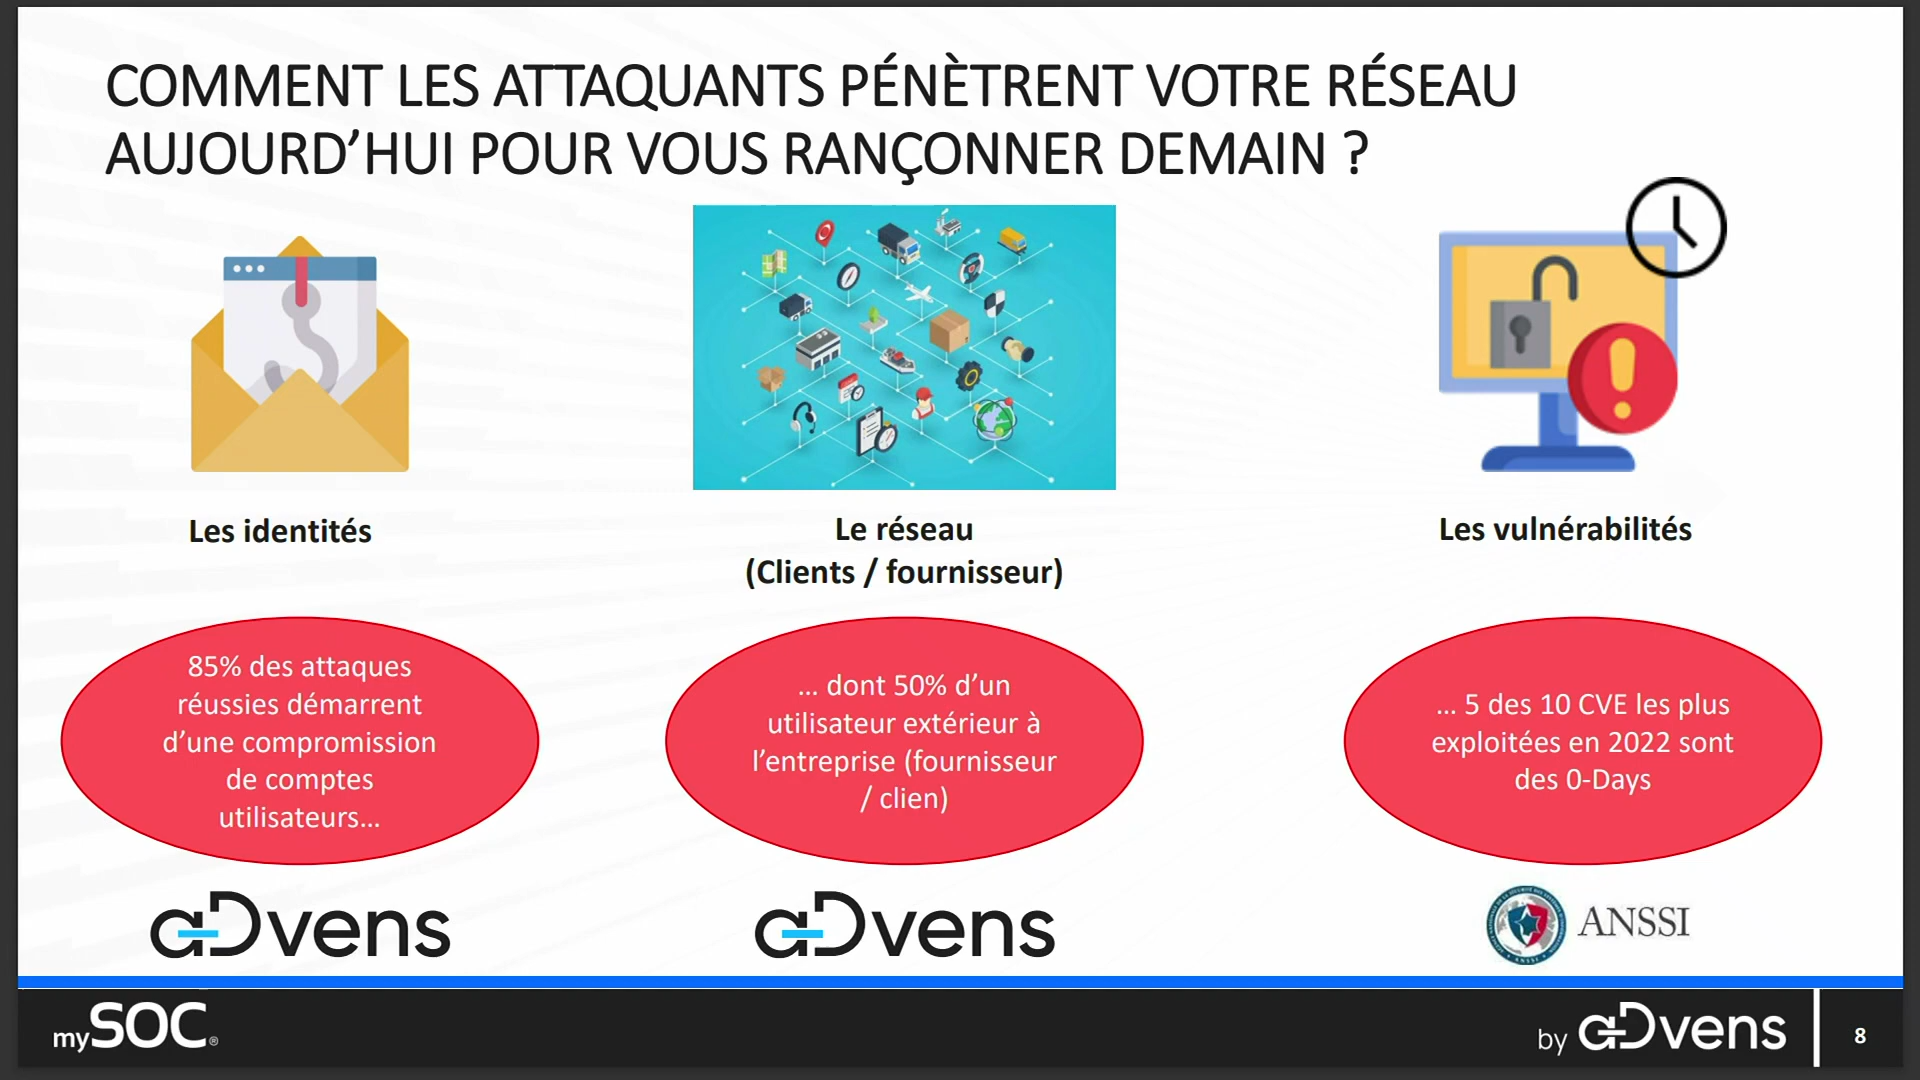 COMMENT LES ATTAQUANTS PÉNÈTRENT VOTRE RÉSEAU
AUJOURD’HUI POUR VOUS RANÇONNER DEMAIN ?
Les identités
Le réseau
(Clients / fournisseur)
Les vulnérabilités
85% des attaques
réussies démarrent
d’une compromission
de comptes
utilisateurs...
... dont 50% d’un
utilisateur extérieur à
l’entreprise (fournisseur
/ clien)
... 5 des 10 CVE les plus
exploitées en 2022 sont
des 0-Days
aDvens
aDvens
ANSSI
mySOC®
by aDvens
8